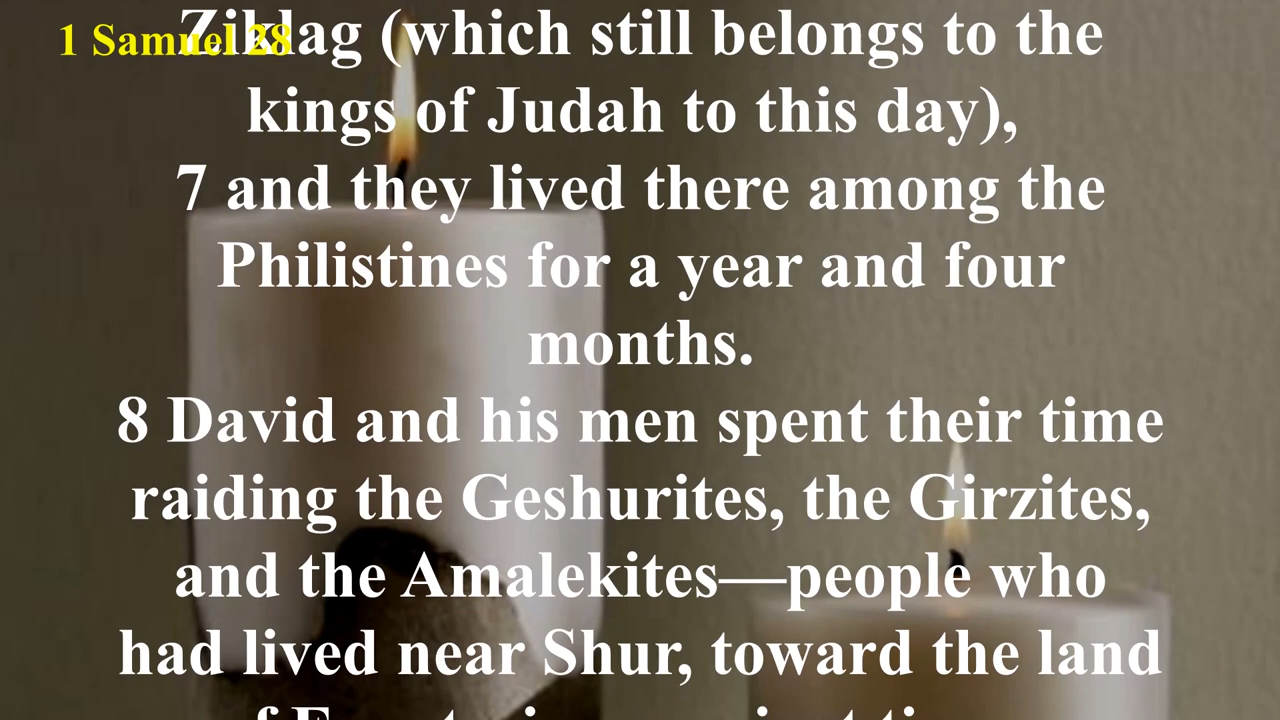 1 Samuel 28
Ziklag (which still belongs to the
kings of Judah to this day),
7 and they lived there among the
Philistines for a year and four
months.
8 David and his men spent their time
raiding the Geshurites, the Girzites,
and the Amalekites—people who
had lived near Shur, toward the land